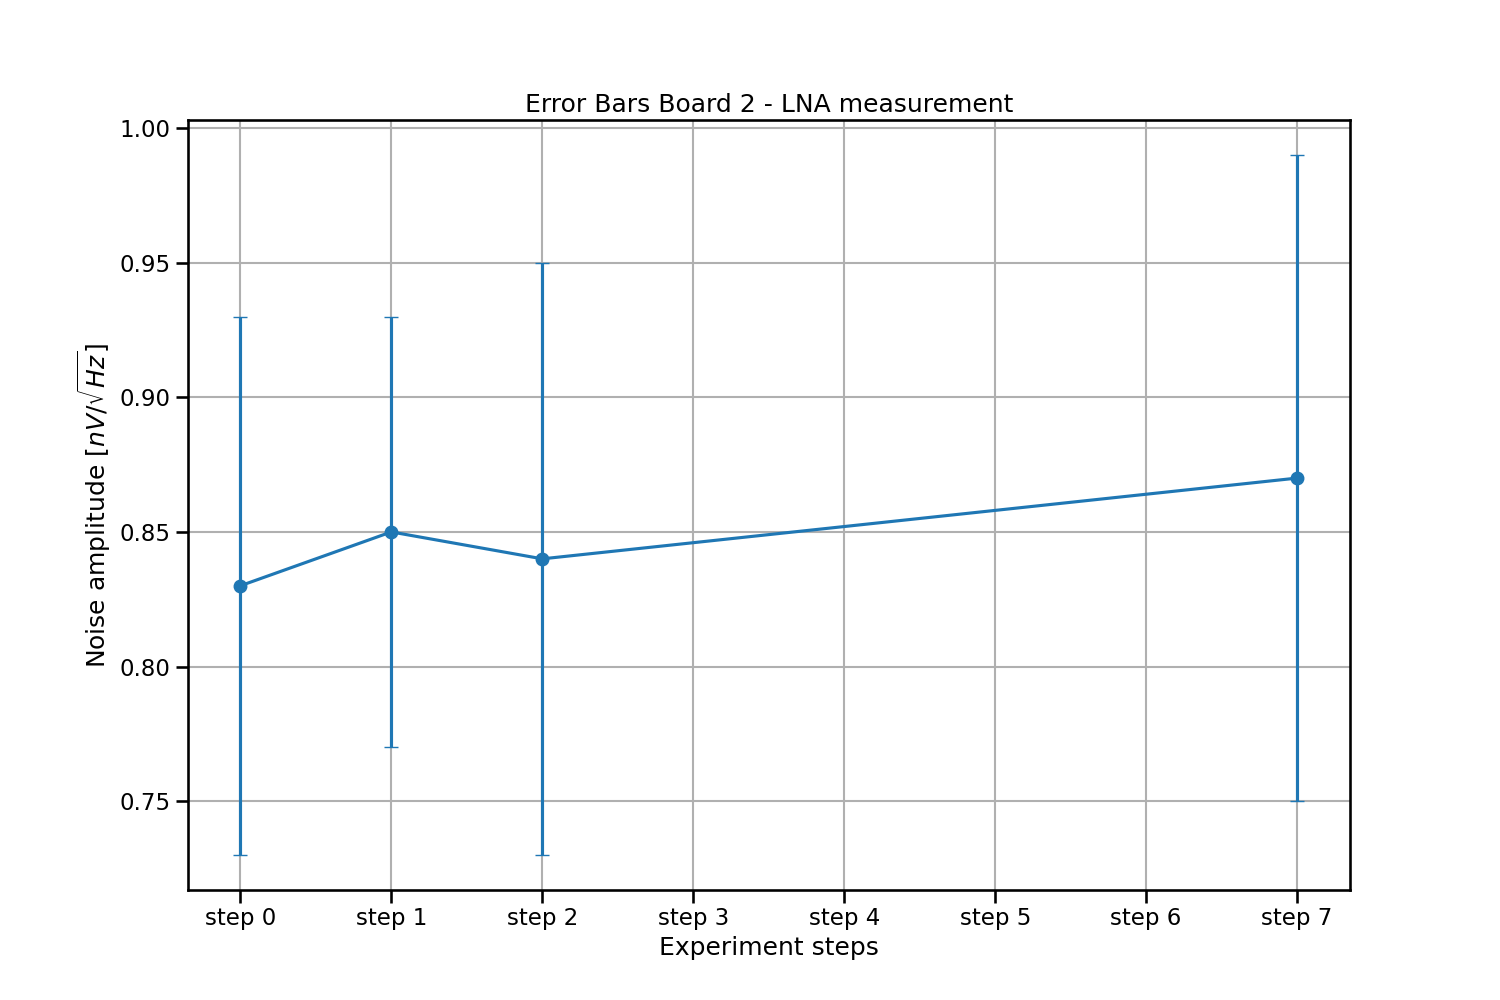 Error Bars Board 2 - LNA measurement
1.00
0.95
0.90
0.85
0.80
0.75
Noise amplitude [nV/√Hz]
step 0 step 1 step 2 step 3 step 4 step 5 step 6 step 7
Experiment steps